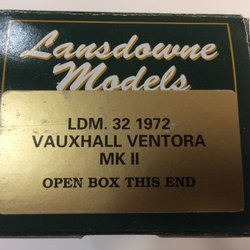 Lansdowne
Models
LDM. 32 1972
VAUXHALL VENTORA
MK II
OPEN BOX THIS END